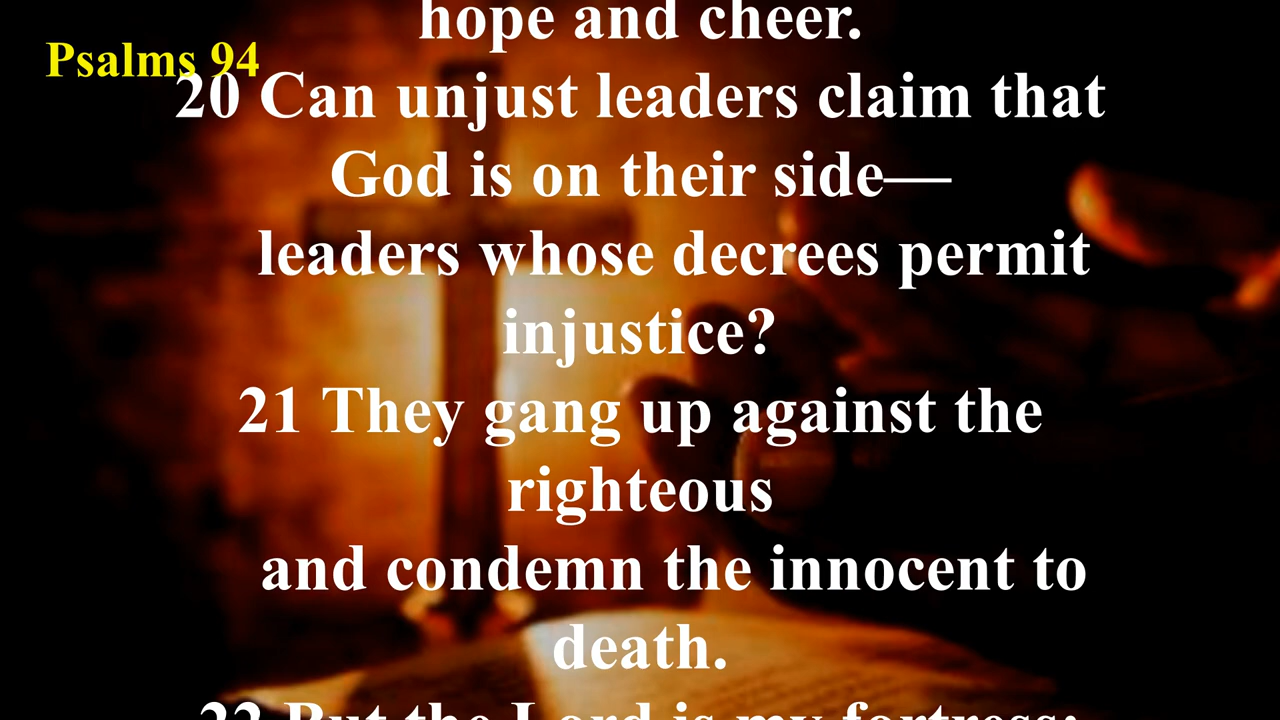 hope and cheer.
Psalms 94
20 Can unjust leaders claim that
God is on their side—
leaders whose decrees permit
injustice?
21 They gang up against the
righteous
and condemn the innocent to
death.
22 But the Lord is my fortress;